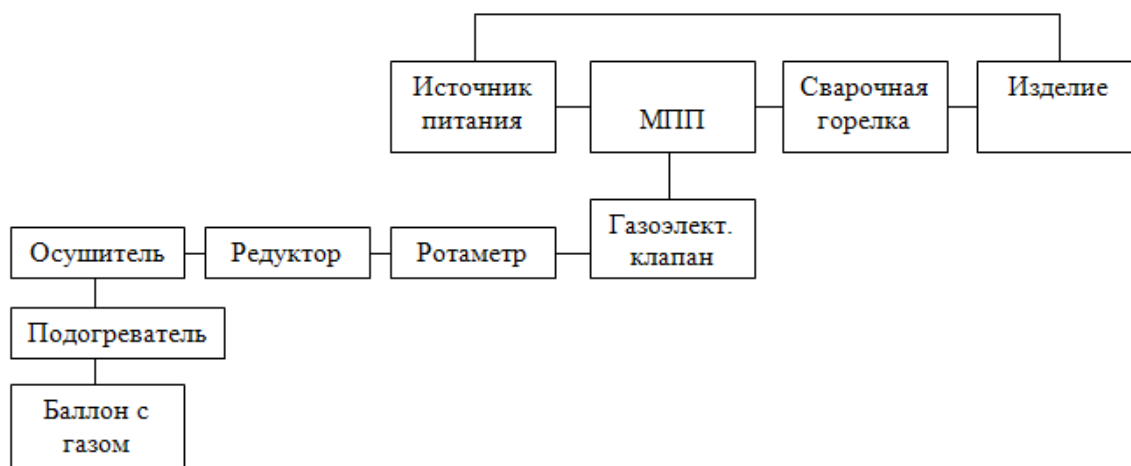 Источник
питания
МПП
Сварочная
горелка
Изделие
Газоэлект.
клапан
Осушитель
Редуктор
Ротаметр
Подогреватель
Баллон с
газом